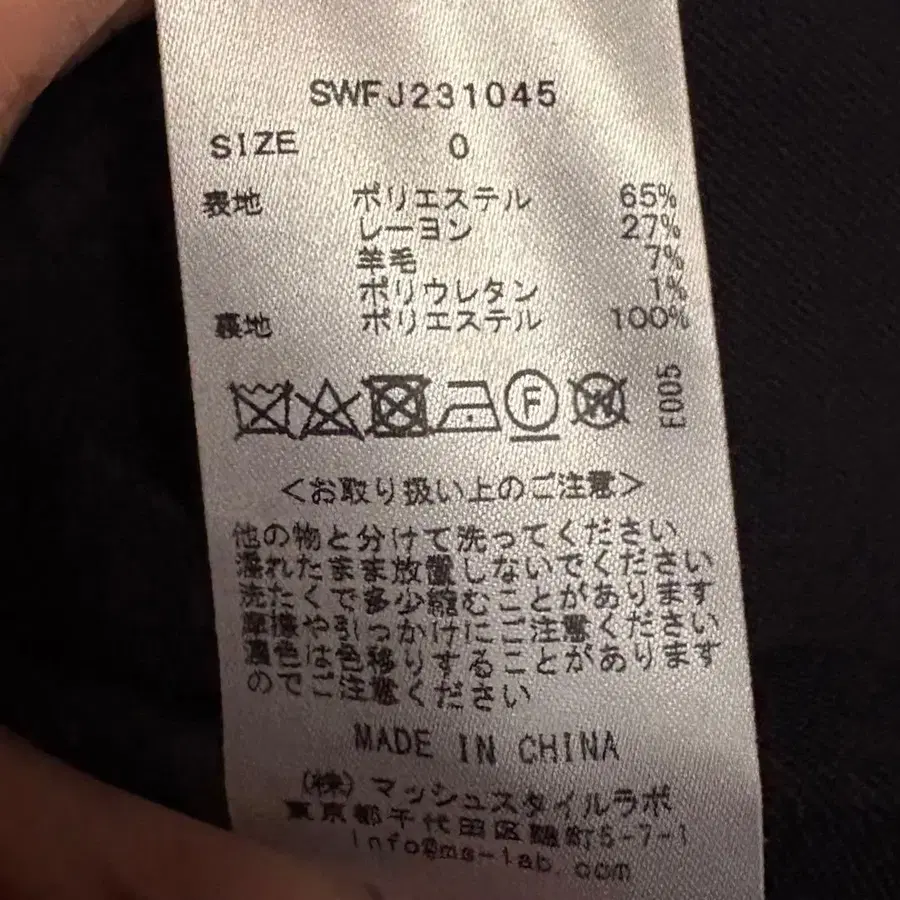 SWFJ231045
SIZE 0
表地 ポリエステル 65%
レーヨン 27%
羊毛 7%
ポリウレタン 1%
裏地 ポリエステル 100%
F W F005
<お取り扱い上のご注意>
他の物と分けて洗ってください
濡れたまま放置しないでください
洗たくで多少縮むことがあります
摩擦や引っかけにご注意ください
濃色は色移りすることがあります
のでご注意ください
MADE IN CHINA
(株)マッシュスタイルラボ
東京都千代田区麹町5-7-1
info@ms-lab.com